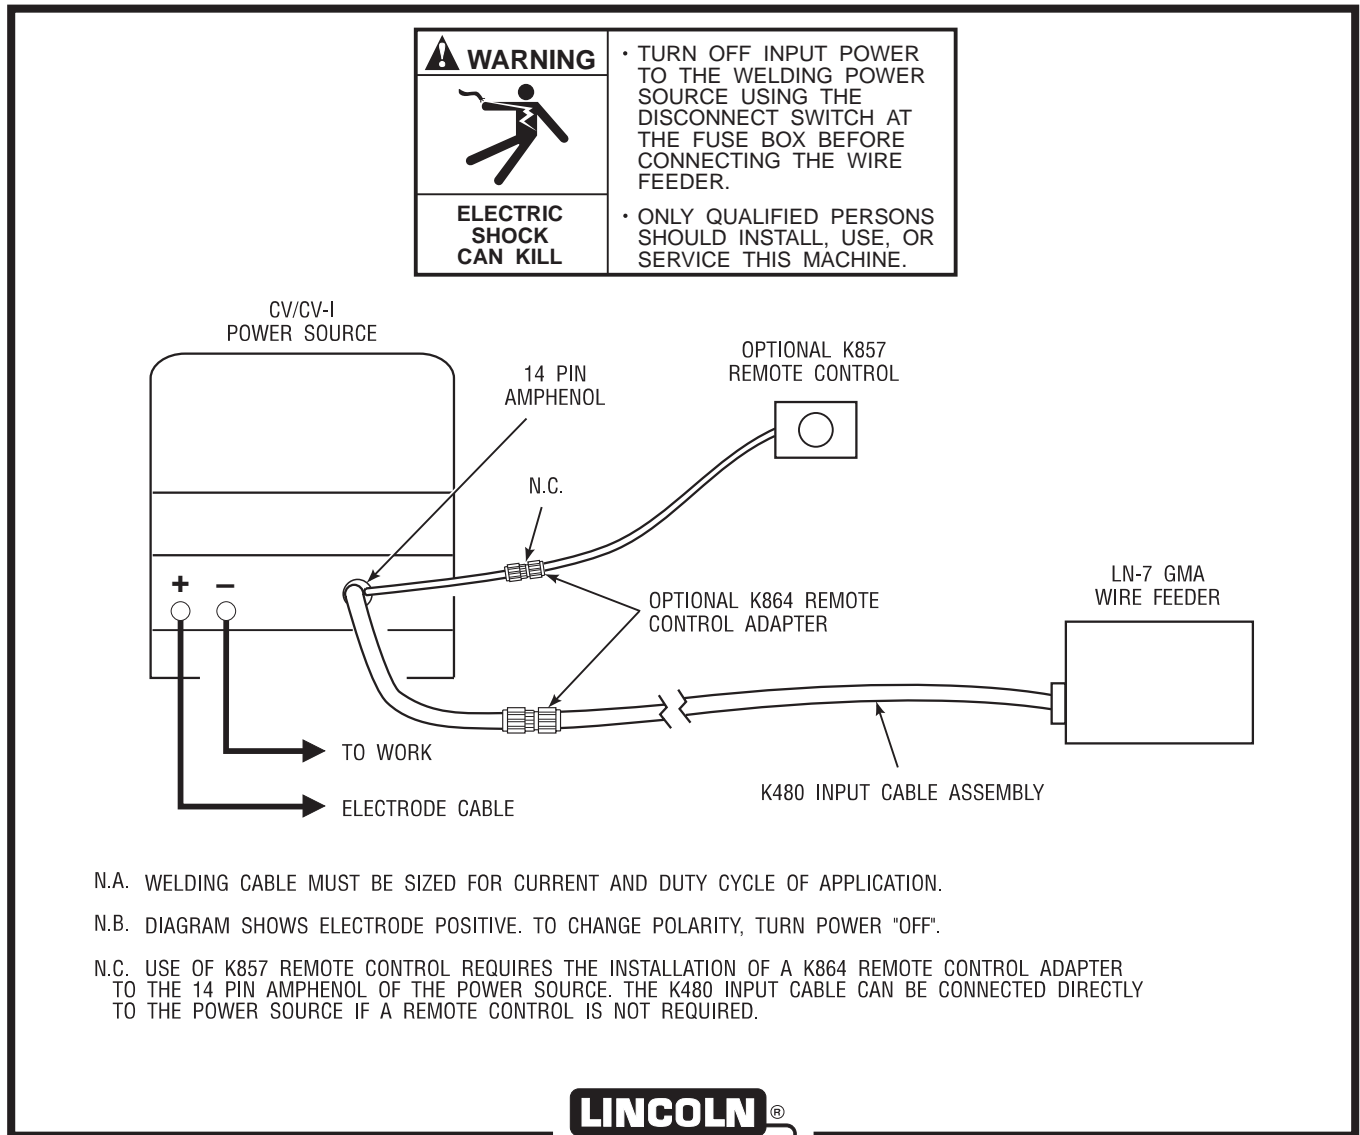 WARNING
ELECTRIC
SHOCK
CAN KILL
• TURN OFF INPUT POWER
TO THE WELDING POWER
SOURCE USING THE
DISCONNECT SWITCH AT
THE FUSE BOX BEFORE
CONNECTING THE WIRE
FEEDER.
• ONLY QUALIFIED PERSONS
SHOULD INSTALL, USE, OR
SERVICE THIS MACHINE.
CV/CV-I
POWER SOURCE
14 PIN
AMPHENOL
OPTIONAL K857
REMOTE CONTROL
N.C.
+ –
OPTIONAL K864 REMOTE
CONTROL ADAPTER
LN-7 GMA
WIRE FEEDER
TO WORK
ELECTRODE CABLE
K480 INPUT CABLE ASSEMBLY
N.A. WELDING CABLE MUST BE SIZED FOR CURRENT AND DUTY CYCLE OF APPLICATION.
N.B. DIAGRAM SHOWS ELECTRODE POSITIVE. TO CHANGE POLARITY, TURN POWER "OFF".
N.C. USE OF K857 REMOTE CONTROL REQUIRES THE INSTALLATION OF A K864 REMOTE CONTROL ADAPTER
TO THE 14 PIN AMPHENOL OF THE POWER SOURCE. THE K480 INPUT CABLE CAN BE CONNECTED DIRECTLY
TO THE POWER SOURCE IF A REMOTE CONTROL IS NOT REQUIRED.
LINCOLN ®